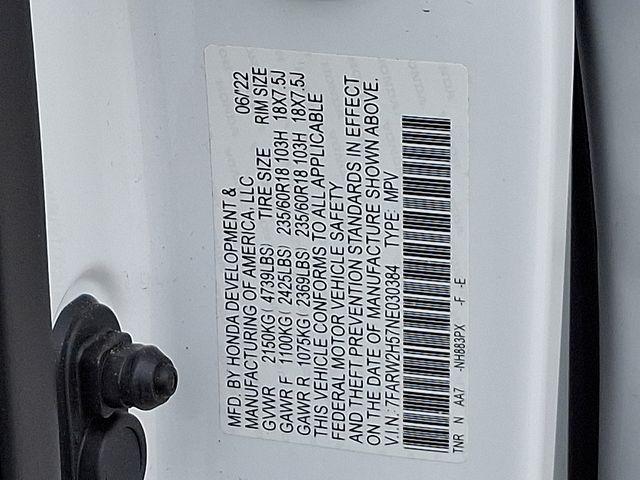 MFD. BY HONDA DEVELOPMENT &
MANUFACTURING OF AMERICA, LLC 06/22
GVWR 2150KG( 4739LBS) TIRE SIZE RIM SIZE
GAWR F 1100KG( 2425LBS) 235/60R18 103H 18X7.5J
GAWR R 1075KG( 2369LBS) 235/60R18 103H 18X7.5J
THIS VEHICLE CONFORMS TO ALL APPLICABLE
FEDERAL MOTOR VEHICLE SAFETY
AND THEFT PREVENTION STANDARDS IN EFFECT
ON THE DATE OF MANUFACTURE SHOWN ABOVE.
V.I.N.: 7FARW2H57NE030384 TYPE: MPV
TNR N AA7 -NH883PX -F -E